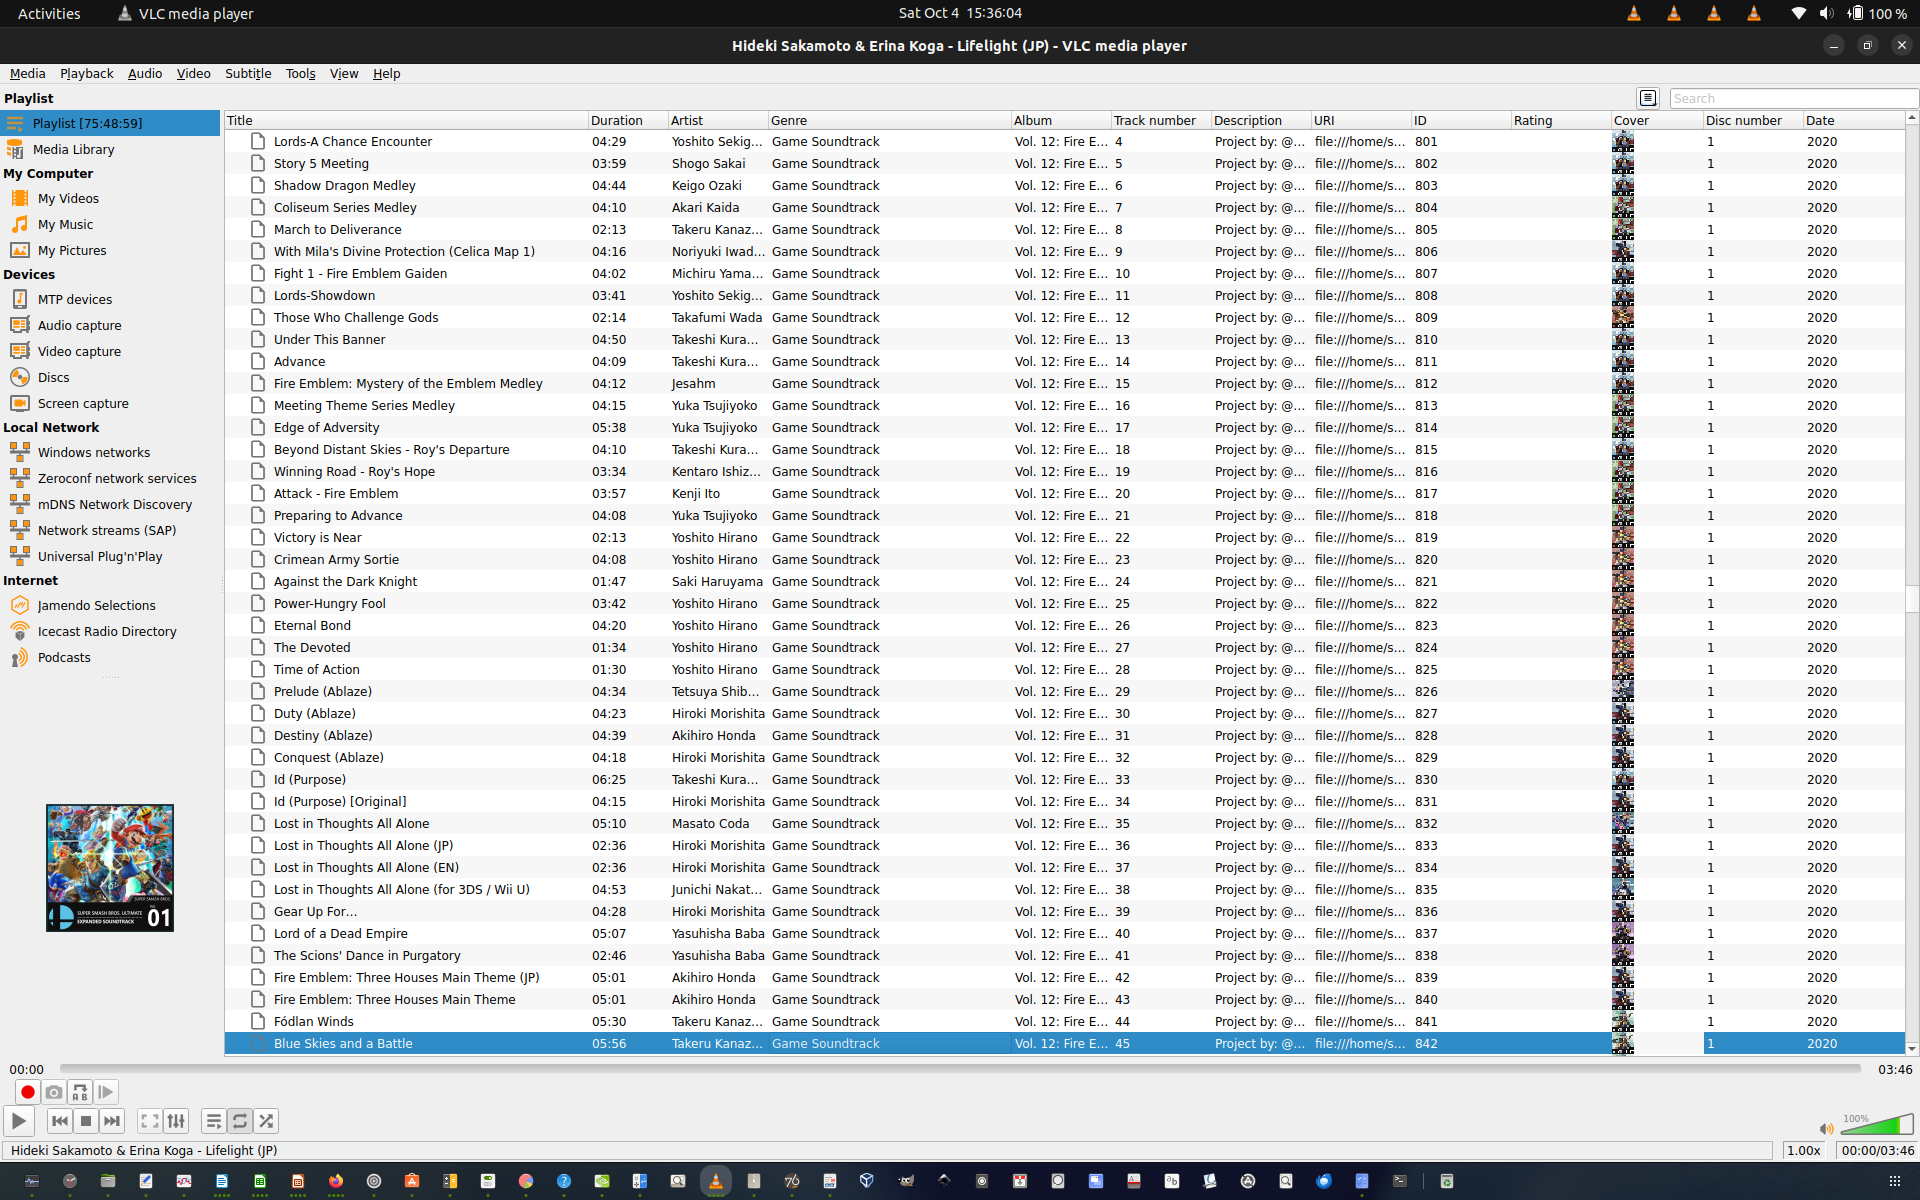 Activities VLC media player Sat Oct 4 15:36:04 100 %
Hideki Sakamoto & Erina Koga - Lifelight (JP) - VLC media player
Media Playback Audio Video Subtitle Tools View Help
Playlist
Search
Playlist [75:48:59]
Media Library
My Computer
My Videos
My Music
My Pictures
Devices
MTP devices
Audio capture
Video capture
Discs
Screen capture
Local Network
Windows networks
Zeroconf network services
mDNS Network Discovery
Network streams (SAP)
Universal Plug'n'Play
Internet
Jamendo Selections
Icecast Radio Directory
Podcasts
SUPER SMASH BROS. ULTIMATE
EXPANDED SOUNDTRACK 01
Title Duration Artist Genre Album Track number Description URI ID Rating Cover Disc number Date
Lords-A Chance Encounter 04:29 Yoshito Sekig... Game Soundtrack Vol. 12: Fire E... 4 Project by: @... file:///home/s... 801 1 2020
Story 5 Meeting 03:59 Shogo Sakai Game Soundtrack Vol. 12: Fire E... 5 Project by: @... file:///home/s... 802 1 2020
Shadow Dragon Medley 04:44 Keigo Ozaki Game Soundtrack Vol. 12: Fire E... 6 Project by: @... file:///home/s... 803 1 2020
Coliseum Series Medley 04:10 Akari Kaida Game Soundtrack Vol. 12: Fire E... 7 Project by: @... file:///home/s... 804 1 2020
March to Deliverance 02:13 Takeru Kanaz... Game Soundtrack Vol. 12: Fire E... 8 Project by: @... file:///home/s... 805 1 2020
With Mila's Divine Protection (Celica Map 1) 04:16 Noriyuki Iwad... Game Soundtrack Vol. 12: Fire E... 9 Project by: @... file:///home/s... 806 1 2020
Fight 1 - Fire Emblem Gaiden 04:02 Michiru Yama... Game Soundtrack Vol. 12: Fire E... 10 Project by: @... file:///home/s... 807 1 2020
Lords-Showdown 03:41 Yoshito Sekig... Game Soundtrack Vol. 12: Fire E... 11 Project by: @... file:///home/s... 808 1 2020
Those Who Challenge Gods 02:14 Takafumi Wada Game Soundtrack Vol. 12: Fire E... 12 Project by: @... file:///home/s... 809 1 2020
Under This Banner 04:50 Takeshi Kura... Game Soundtrack Vol. 12: Fire E... 13 Project by: @... file:///home/s... 810 1 2020
Advance 04:09 Takeshi Kura... Game Soundtrack Vol. 12: Fire E... 14 Project by: @... file:///home/s... 811 1 2020
Fire Emblem: Mystery of the Emblem Medley 04:12 Jesahm Game Soundtrack Vol. 12: Fire E... 15 Project by: @... file:///home/s... 812 1 2020
Meeting Theme Series Medley 04:15 Yuka Tsujiyoko Game Soundtrack Vol. 12: Fire E... 16 Project by: @... file:///home/s... 813 1 2020
Edge of Adversity 05:38 Yuka Tsujiyoko Game Soundtrack Vol. 12: Fire E... 17 Project by: @... file:///home/s... 814 1 2020
Beyond Distant Skies - Roy's Departure 04:10 Takeshi Kura... Game Soundtrack Vol. 12: Fire E... 18 Project by: @... file:///home/s... 815 1 2020
Winning Road - Roy's Hope 03:34 Kentaro Ishiz... Game Soundtrack Vol. 12: Fire E... 19 Project by: @... file:///home/s... 816 1 2020
Attack - Fire Emblem 03:57 Kenji Ito Game Soundtrack Vol. 12: Fire E... 20 Project by: @... file:///home/s... 817 1 2020
Preparing to Advance 04:08 Yuka Tsujiyoko Game Soundtrack Vol. 12: Fire E... 21 Project by: @... file:///home/s... 818 1 2020
Victory is Near 02:13 Yoshito Hirano Game Soundtrack Vol. 12: Fire E... 22 Project by: @... file:///home/s... 819 1 2020
Crimean Army Sortie 04:08 Yoshito Hirano Game Soundtrack Vol. 12: Fire E... 23 Project by: @... file:///home/s... 820 1 2020
Against the Dark Knight 01:47 Saki Haruyama Game Soundtrack Vol. 12: Fire E... 24 Project by: @... file:///home/s... 821 1 2020
Power-Hungry Fool 03:42 Yoshito Hirano Game Soundtrack Vol. 12: Fire E... 25 Project by: @... file:///home/s... 822 1 2020
Eternal Bond 04:20 Yoshito Hirano Game Soundtrack Vol. 12: Fire E... 26 Project by: @... file:///home/s... 823 1 2020
The Devoted 01:34 Yoshito Hirano Game Soundtrack Vol. 12: Fire E... 27 Project by: @... file:///home/s... 824 1 2020
Time of Action 01:30 Yoshito Hirano Game Soundtrack Vol. 12: Fire E... 28 Project by: @... file:///home/s... 825 1 2020
Prelude (Ablaze) 04:34 Tetsuya Shib... Game Soundtrack Vol. 12: Fire E... 29 Project by: @... file:///home/s... 826 1 2020
Duty (Ablaze) 04:23 Hiroki Morishita Game Soundtrack Vol. 12: Fire E... 30 Project by: @... file:///home/s... 827 1 2020
Destiny (Ablaze) 04:39 Akihiro Honda Game Soundtrack Vol. 12: Fire E... 31 Project by: @... file:///home/s... 828 1 2020
Conquest (Ablaze) 04:18 Hiroki Morishita Game Soundtrack Vol. 12: Fire E... 32 Project by: @... file:///home/s... 829 1 2020
Id (Purpose) 06:25 Takeshi Kura... Game Soundtrack Vol. 12: Fire E... 33 Project by: @... file:///home/s... 830 1 2020
Id (Purpose) [Original] 04:15 Hiroki Morishita Game Soundtrack Vol. 12: Fire E... 34 Project by: @... file:///home/s... 831 1 2020
Lost in Thoughts All Alone 05:10 Masato Coda Game Soundtrack Vol. 12: Fire E... 35 Project by: @... file:///home/s... 832 1 2020
Lost in Thoughts All Alone (JP) 02:36 Hiroki Morishita Game Soundtrack Vol. 12: Fire E... 36 Project by: @... file:///home/s... 833 1 2020
Lost in Thoughts All Alone (EN) 02:36 Hiroki Morishita Game Soundtrack Vol. 12: Fire E... 37 Project by: @... file:///home/s... 834 1 2020
Lost in Thoughts All Alone (for 3DS / Wii U) 04:53 Junichi Nakat... Game Soundtrack Vol. 12: Fire E... 38 Project by: @... file:///home/s... 835 1 2020
Gear Up For... 04:28 Hiroki Morishita Game Soundtrack Vol. 12: Fire E... 39 Project by: @... file:///home/s... 836 1 2020
Lord of a Dead Empire 05:07 Yasuhisha Baba Game Soundtrack Vol. 12: Fire E... 40 Project by: @... file:///home/s... 837 1 2020
The Scions' Dance in Purgatory 02:46 Yasuhisha Baba Game Soundtrack Vol. 12: Fire E... 41 Project by: @... file:///home/s... 838 1 2020
Fire Emblem: Three Houses Main Theme (JP) 05:01 Akihiro Honda Game Soundtrack Vol. 12: Fire E... 42 Project by: @... file:///home/s... 839 1 2020
Fire Emblem: Three Houses Main Theme 05:01 Akihiro Honda Game Soundtrack Vol. 12: Fire E... 43 Project by: @... file:///home/s... 840 1 2020
Fódlan Winds 05:30 Takeru Kanaz... Game Soundtrack Vol. 12: Fire E... 44 Project by: @... file:///home/s... 841 1 2020
Blue Skies and a Battle 05:56 Takeru Kanaz... Game Soundtrack Vol. 12: Fire E... 45 Project by: @... file:///home/s... 842 1 2020
00:00 03:46
100%
Hideki Sakamoto & Erina Koga - Lifelight (JP) 1.00x 00:00/03:46